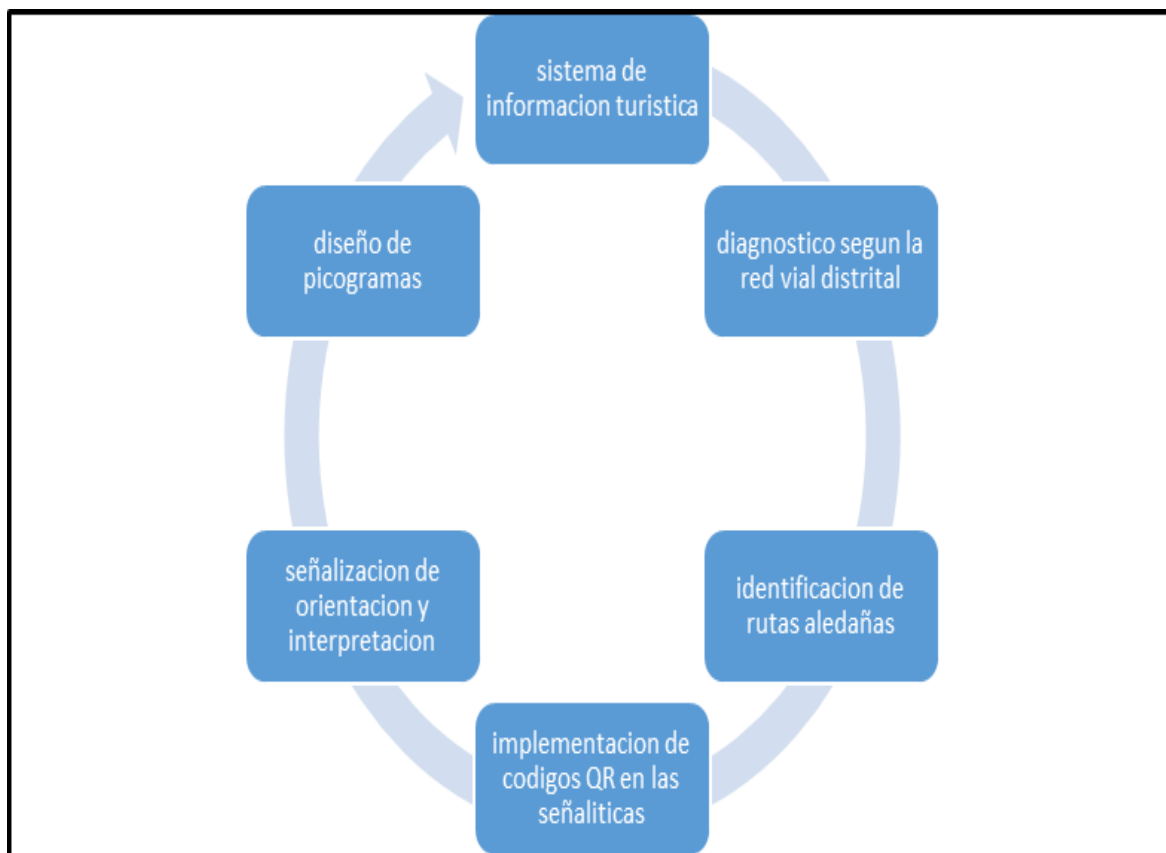 sistema de
informacion turistica
diagnostico segun la
red vial distrital
identificacion de
rutas aledañas
implementacion de
codigos QR en las
señaliticas
señalizacion de
orientacion y
interpretacion
diseño de
picogramas